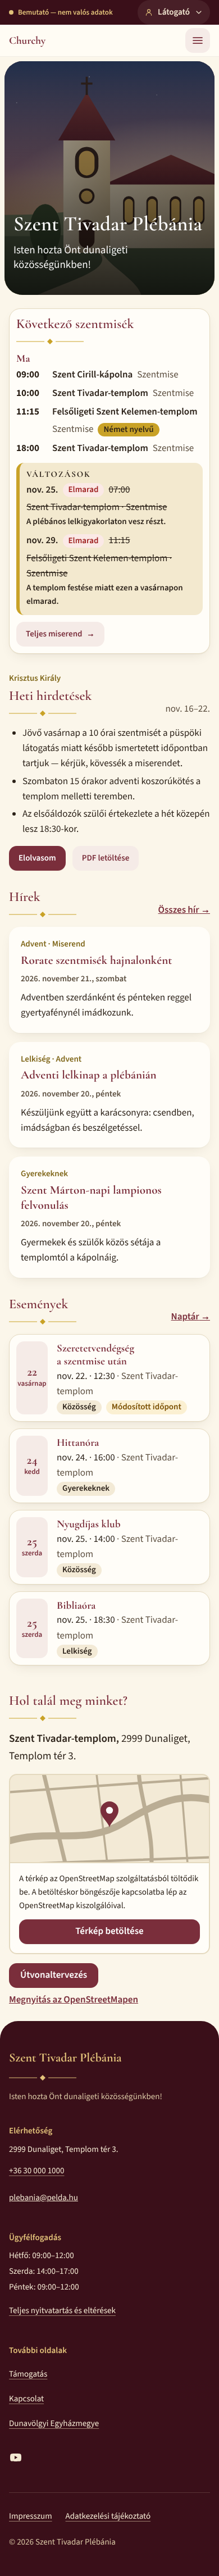 Bemutató — nem valós adatok
Látogató
Churchy
Szent Tivadar Plébánia
Isten hozta Önt dunaligeti
közösségünkben!
Következő szentmisék
Ma
09:00 Szent Cirill-kápolna Szentmise
10:00 Szent Tivadar-templom Szentmise
11:15 Felsőligeti Szent Kelemen-templom
Szentmise Német nyelvű
18:00 Szent Tivadar-templom Szentmise
VÁLTOZÁSOK
nov. 25. Elmarad 07:00
Szent Tivadar-templom · Szentmise
A plébános lelkigyakorlaton vesz részt.
nov. 29. Elmarad 11:15
Felsőligeti Szent Kelemen-templom ·
Szentmise
A templom festése miatt ezen a vasárnapon
elmarad.
Teljes miserend →
Krisztus Király
Heti hirdetések
nov. 16–22.
Jövő vasárnap a 10 órai szentmisét a püspöki
látogatás miatt később ismertetett időpontban
tartjuk — kérjük, kövessék a miserendet.
Szombaton 15 órakor adventi koszorúkötés a
templom melletti teremben.
Az elsőáldozók szülői értekezlete a hét közepén
lesz 18:30-kor.
Elolvasom
PDF letöltése
Hírek
Összes hír →
Advent · Miserend
Rorate szentmisék hajnalonként
2026. november 21., szombat
Adventben szerdánként és pénteken reggel
gyertyafénynél imádkozunk.
Lelkiség · Advent
Adventi lelkinap a plébánián
2026. november 20., péntek
Készüljünk együtt a karácsonyra: csendben,
imádságban és beszélgetéssel.
Gyerekeknek
Szent Márton-napi lampionos
felvonulás
2026. november 20., péntek
Gyermekek és szülők közös sétája a
templomtól a kápolnáig.
Események
Naptár →
22
vasárnap
Szeretetvendégség
a szentmise után
nov. 22. · 12:30 · Szent Tivadar-
templom
Közösség
Módosított időpont
24
kedd
Hittanóra
nov. 24. · 16:00 · Szent Tivadar-
templom
Gyerekeknek
25
szerda
Nyugdíjas klub
nov. 25. · 14:00 · Szent Tivadar-
templom
Közösség
25
szerda
Bibliaóra
nov. 25. · 18:30 · Szent Tivadar-
templom
Lelkiség
Hol talál meg minket?
Szent Tivadar-templom, 2999 Dunaliget,
Templom tér 3.
A térkép az OpenStreetMap szolgáltatásból töltődik
be. A betöltéskor böngészője kapcsolatba lép az
OpenStreetMap kiszolgálóival.
Térkép betöltése
Útvonaltervezés
Megnyitás az OpenStreetMapen
Szent Tivadar Plébánia
Isten hozta Önt dunaligeti közösségünkben!
Elérhetőség
2999 Dunaliget, Templom tér 3.
+36 30 000 1000
plebania@pelda.hu
Ügyfélfogadás
Hétfő: 09:00–12:00
Szerda: 14:00–17:00
Péntek: 09:00–12:00
Teljes nyitvatartás és eltérések
További oldalak
Támogatás
Kapcsolat
Dunavölgyi Egyházmegye
Impresszum
Adatkezelési tájékoztató
© 2026 Szent Tivadar Plébánia